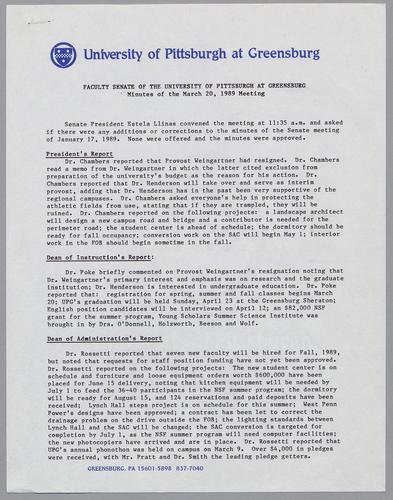 University of Pittsburgh at Greensburg
FACULTY SENATE OF THE UNIVERSITY OF PITTSBURGH AT GREENSBURG
Minutes of the March 20, 1989 Meeting
Senate President Estela Llinas convened the meeting at 11:35 a.m. and asked
if there were any additions or corrections to the minutes of the Senate meeting
of January 17, 1989. None were offered and the minutes were approved.
President's Report
Dr. Chambers reported that Provost Weingartner had resigned. Dr. Chambers
read a memo from Dr. Weingartner in which the latter cited exclusion from
preparation of the university's budget as the reason for his action. Dr.
Chambers reported that Dr. Henderson will take over and serve as interim
provost, adding that Dr. Henderson has in the past been very supportive of the
regional campuses. Dr. Chambers asked everyone's help in protecting the
athletic fields from use, stating that if they are trampled, they will be
ruined. Dr. Chambers reported on the following projects: a landscape architect
will design a new campus road and bridge and a contributor is needed for the
perimeter road; the student center is ahead of schedule; the dormitory should be
ready for fall occupancy; conversion work on the SAC will begin May 1; interior
work in the FOB should begin sometime in the fall.
Dean of Instruction's Report:
Dr. Poke briefly commented on Provost Weingartner's resignation noting that
Dr. Weingartner's primary interest and emphasis was on research and the graduate
institution; Dr. Henderson is interested in undergraduate education. Dr. Poke
reported that: registration for spring, summer and fall classes begins March
20; UPG's graduation will be held Sunday, April 23 at the Greensburg Sheraton;
English position candidates will be interviewed on April 12; an $82,000 NSF
grant for the summer program, Young Scholars Summer Science Institute was
brought in by Drs. O'Donnell, Holzworth, Beeson and Wolf.
Dean of Administration's Report
Dr. Rossetti reported that seven new faculty will be hired for Fall, 1989,
but noted that requests for staff position funding have not yet been approved.
Dr. Rossetti reported on the following projects: The new student center is on
schedule and furniture and loose equipment orders worth $600,000 have been
placed for June 15 delivery, noting that kitchen equipment will be needed by
July 1 to feed the 36-40 participants in the NSF summer program; the dormitory
will be ready for August 15, and 124 reservations and paid deposits have been
received; Lynch Hall steps project is on schedule for this summer; West Penn
Power's designs have been approved; a contract has been let to correct the
drainage problem on the drive outside the FOB; the lighting standards between
Lynch Hall and the SAC will be changed; the SAC conversion is targeted for
completion by July 1, as the NSF summer program will need computer facilities;
the new photocopiers have arrived and are in place. Dr. Rossetti reported that
UPG's annual phonothon was held on campus on March 9. Over $4,000 in pledges
were received, with Mr. Pratt and Dr. Smith the leading pledge getters.
GREENSBURG, PA 15601-5898 837-7040